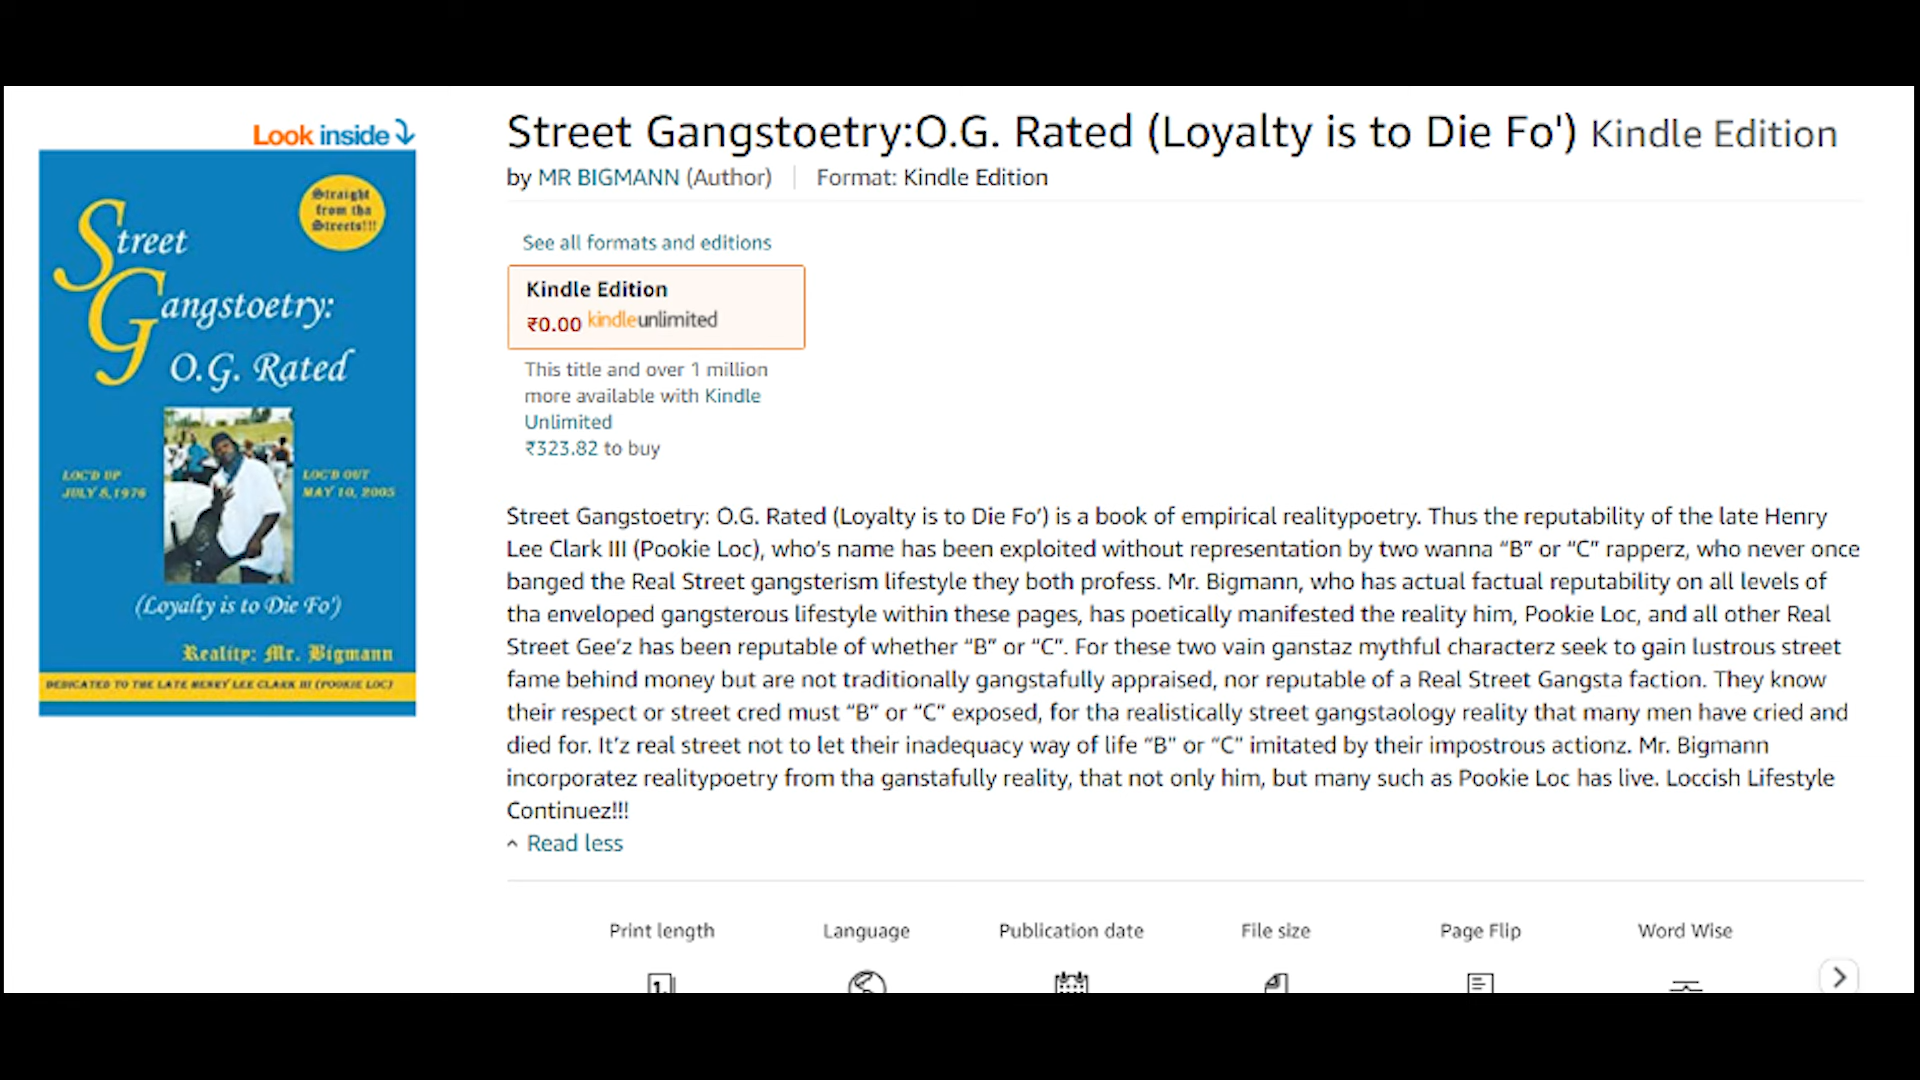 Look inside
Street
Gangstoetry:
O.G. Rated
Straight
from tha
Streets!!!
LOC'D UP
JULY 8, 1976
LOC'D OUT
MAY 10, 2005
(Loyalty is to Die Fo')
Reality: Mr. Bigmann
DEDICATED TO THE LATE HENRY LEE CLARK III (POOKIE LOC)
Street Gangstoetry:O.G. Rated (Loyalty is to Die Fo') Kindle Edition
by MR BIGMANN (Author) Format: Kindle Edition
See all formats and editions
Kindle Edition
₹0.00 kindleunlimited
This title and over 1 million
more available with Kindle
Unlimited
₹323.82 to buy
Street Gangstoetry: O.G. Rated (Loyalty is to Die Fo’) is a book of empirical realitypoetry. Thus the reputability of the late Henry
Lee Clark III (Pookie Loc), who’s name has been exploited without representation by two wanna “B” or “C” rapperz, who never once
banged the Real Street gangsterism lifestyle they both profess. Mr. Bigmann, who has actual factual reputability on all levels of
tha enveloped gangsterous lifestyle within these pages, has poetically manifested the reality him, Pookie Loc, and all other Real
Street Gee’z has been reputable of whether “B” or “C”. For these two vain ganstaz mythful characterz seek to gain lustrous street
fame behind money but are not traditionally gangstafully appraised, nor reputable of a Real Street Gangsta faction. They know
their respect or street cred must “B” or “C” exposed, for tha realistically street gangstaology reality that many men have cried and
died for. It’z real street not to let their inadequacy way of life “B” or “C” imitated by their impostrous actionz. Mr. Bigmann
incorporatez realitypoetry from tha ganstafully reality, that not only him, but many such as Pookie Loc has live. Loccish Lifestyle
Continuez!!!
Read less
Print length Language Publication date File size Page Flip Word Wise